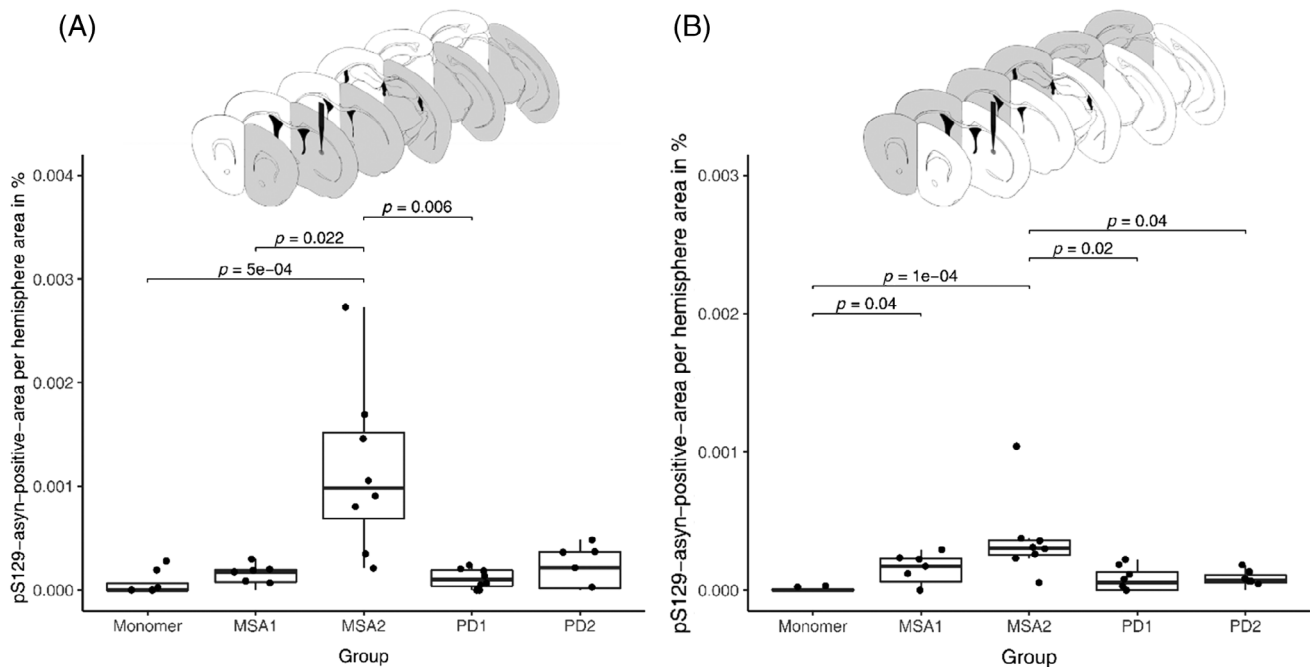 (A)
pS129−asyn−positive−area per hemisphere area in %
0.004
0.003
0.002
0.001
0.000
p = 0.006
p = 0.022
p = 5e−04
Monomer MSA1 MSA2 PD1 PD2
Group
(B)
pS129−asyn−positive−area per hemisphere area in %
0.003
0.002
0.001
0.000
p = 0.04
p = 0.02
p = 1e−04
p = 0.04
Monomer MSA1 MSA2 PD1 PD2
Group